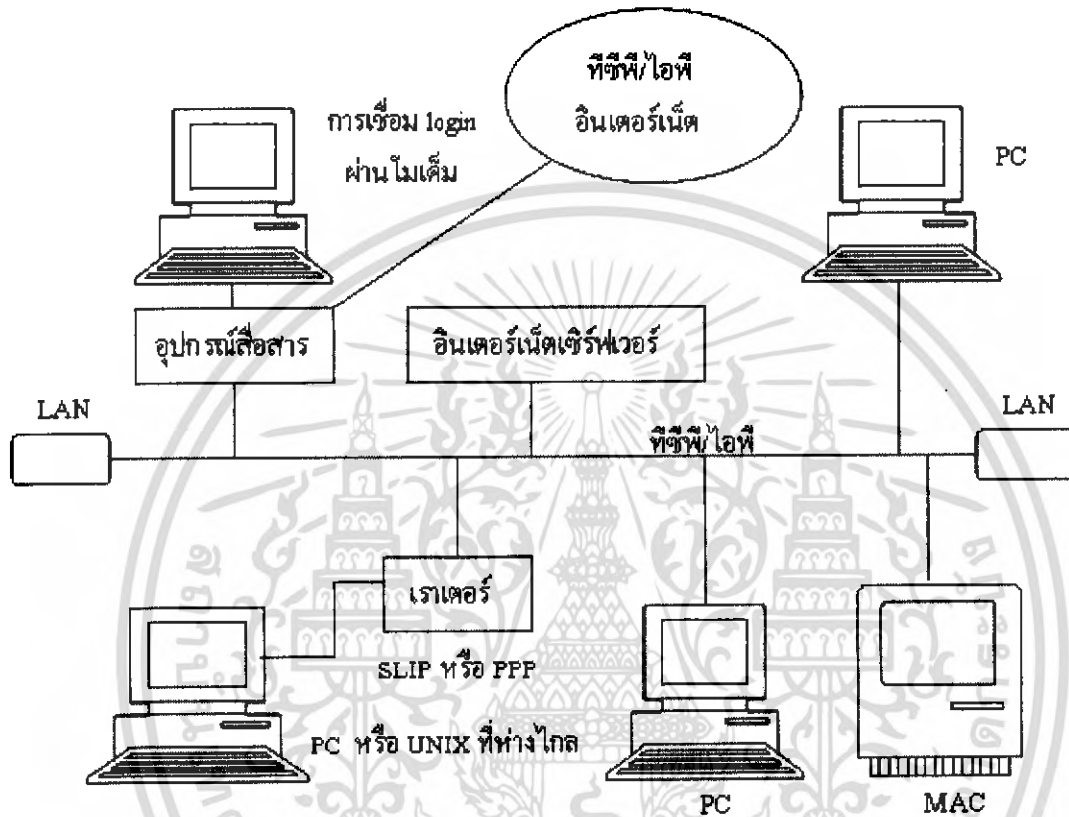 ทีซีพี/ไอพี
อินเตอร์เน็ต
การเชื่อม login
ผ่านโมเด็ม
PC
อุปกรณ์สื่อสาร
อินเตอร์เน็ตเซิร์ฟเวอร์
LAN
LAN
ทีซีพี/ไอพี
เราเตอร์
SLIP หรือ PPP
PC หรือ UNIX ที่ห่างไกล
PC
MAC